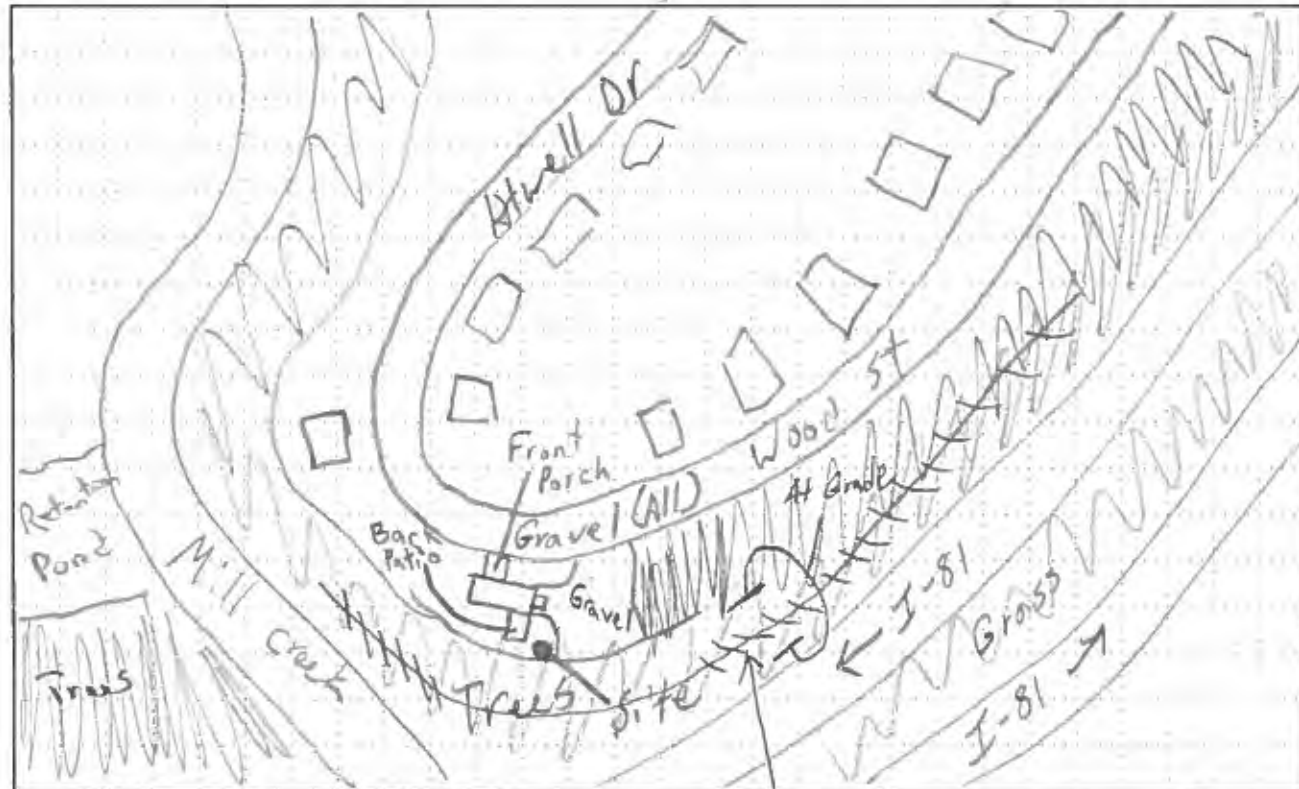 Atwell Dr
Wood St
Front
Porch
Gravel (All)
At Grade
Back
Patio
Gravel
Pond
Mill
Creek
I-81
Grass
I-81
Trees
Trees
Site